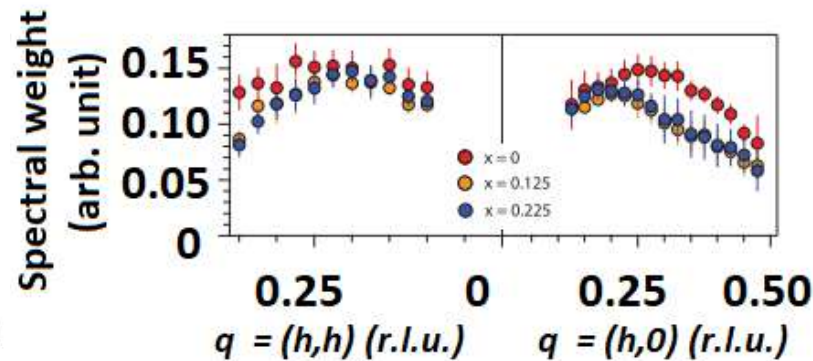 Spectral weight
(arb. unit)
0.15
0.10
0.05
0
x = 0
x = 0.125
x = 0.225
0.25
0
0.25
0.50
q = (h,h) (r.l.u.)
q = (h,0) (r.l.u.)